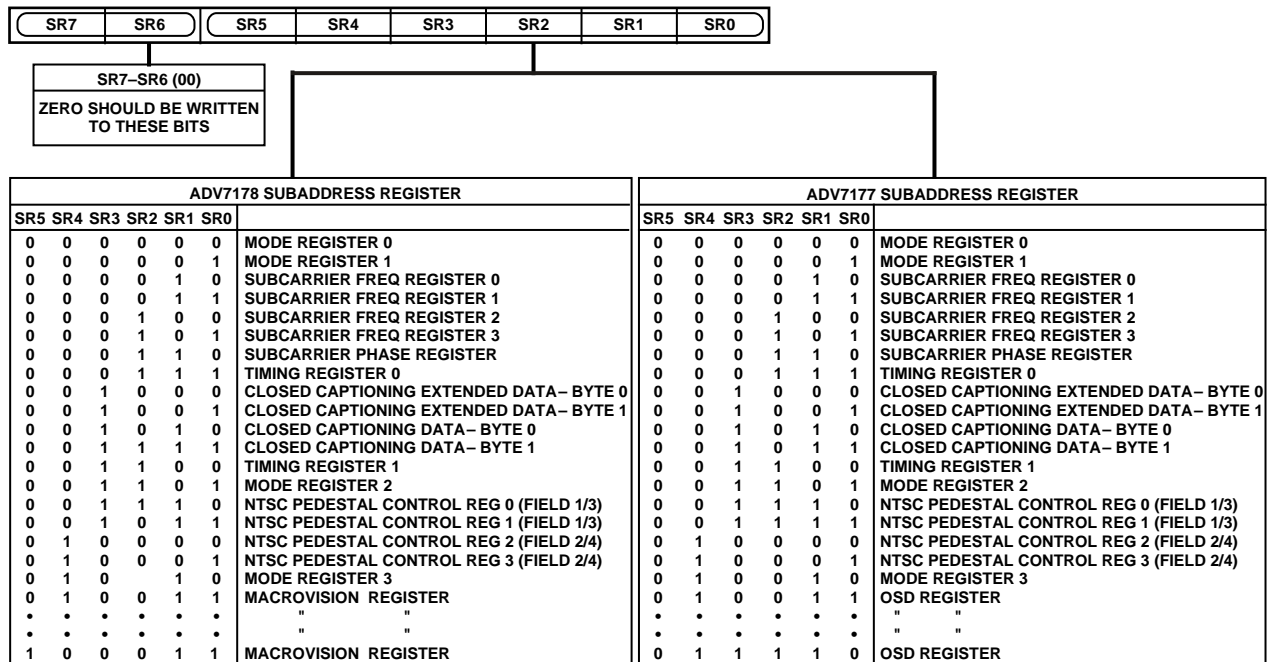 SR7 SR6 SR5 SR4 SR3 SR2 SR1 SR0
SR7–SR6 (00)
ZERO SHOULD BE WRITTEN
TO THESE BITS
ADV7178 SUBADDRESS REGISTER
SR5 SR4 SR3 SR2 SR1 SR0
0 0 0 0 0 0 MODE REGISTER 0
0 0 0 0 0 1 MODE REGISTER 1
0 0 0 0 1 0 SUBCARRIER FREQ REGISTER 0
0 0 0 0 1 1 SUBCARRIER FREQ REGISTER 1
0 0 0 1 0 0 SUBCARRIER FREQ REGISTER 2
0 0 0 1 0 1 SUBCARRIER FREQ REGISTER 3
0 0 0 1 1 0 SUBCARRIER PHASE REGISTER
0 0 0 1 1 1 TIMING REGISTER 0
0 0 1 0 0 0 CLOSED CAPTIONING EXTENDED DATA– BYTE 0
0 0 1 0 0 1 CLOSED CAPTIONING EXTENDED DATA– BYTE 1
0 0 1 0 1 0 CLOSED CAPTIONING DATA– BYTE 0
0 0 1 1 1 1 CLOSED CAPTIONING DATA– BYTE 1
0 0 1 1 0 0 TIMING REGISTER 1
0 0 1 1 0 1 MODE REGISTER 2
0 0 1 1 1 0 NTSC PEDESTAL CONTROL REG 0 (FIELD 1/3)
0 0 1 0 1 1 NTSC PEDESTAL CONTROL REG 1 (FIELD 1/3)
0 1 0 0 0 0 NTSC PEDESTAL CONTROL REG 2 (FIELD 2/4)
0 1 0 0 0 1 NTSC PEDESTAL CONTROL REG 3 (FIELD 2/4)
0 1 0 1 0 MODE REGISTER 3
0 1 0 0 1 1 MACROVISION REGISTER
• • • • • • " "
• • • • • • " "
1 0 0 0 1 1 MACROVISION REGISTER
ADV7177 SUBADDRESS REGISTER
SR5 SR4 SR3 SR2 SR1 SR0
0 0 0 0 0 0 MODE REGISTER 0
0 0 0 0 0 1 MODE REGISTER 1
0 0 0 0 1 0 SUBCARRIER FREQ REGISTER 0
0 0 0 0 1 1 SUBCARRIER FREQ REGISTER 1
0 0 0 1 0 0 SUBCARRIER FREQ REGISTER 2
0 0 0 1 0 1 SUBCARRIER FREQ REGISTER 3
0 0 0 1 1 0 SUBCARRIER PHASE REGISTER
0 0 0 1 1 1 TIMING REGISTER 0
0 0 1 0 0 0 CLOSED CAPTIONING EXTENDED DATA– BYTE 0
0 0 1 0 0 1 CLOSED CAPTIONING EXTENDED DATA– BYTE 1
0 0 1 0 1 0 CLOSED CAPTIONING DATA– BYTE 0
0 0 1 0 1 1 CLOSED CAPTIONING DATA– BYTE 1
0 0 1 1 0 0 TIMING REGISTER 1
0 0 1 1 0 1 MODE REGISTER 2
0 0 1 1 1 0 NTSC PEDESTAL CONTROL REG 0 (FIELD 1/3)
0 0 1 1 1 1 NTSC PEDESTAL CONTROL REG 1 (FIELD 1/3)
0 1 0 0 0 0 NTSC PEDESTAL CONTROL REG 2 (FIELD 2/4)
0 1 0 0 0 1 NTSC PEDESTAL CONTROL REG 3 (FIELD 2/4)
0 1 0 0 1 0 MODE REGISTER 3
0 1 0 0 1 1 OSD REGISTER
• • • • • • " "
• • • • • • " "
0 1 1 1 1 0 OSD REGISTER